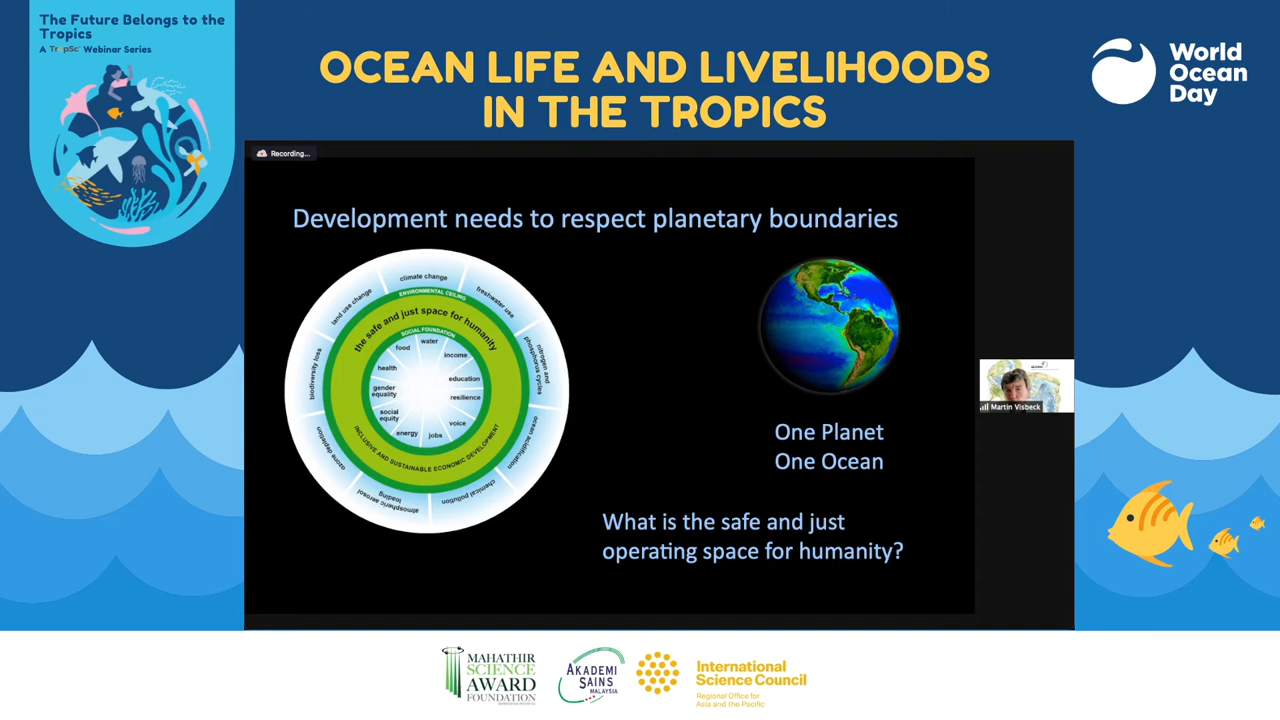 The Future Belongs to the
Tropics
A TropSc Webinar Series
OCEAN LIFE AND LIVELIHOODS
IN THE TROPICS
World
Ocean
Day
Recording...
Development needs to respect planetary boundaries
climate change
freshwater use
nitrogen and
phosphorus cycles
ocean acidification
chemical pollution
atmospheric aerosol
loading
ozone depletion
biodiversity loss
land use change
ENVIRONMENTAL CEILING
the safe and just space for humanity
SOCIAL FOUNDATION
water
income
education
resilience
voice
jobs
energy
social
equity
gender
equality
health
food
INCLUSIVE AND SUSTAINABLE ECONOMIC DEVELOPMENT
One Planet
One Ocean
What is the safe and just
operating space for humanity?
Martin Visbeck
MAHATHIR
SCIENCE
AWARD
FOUNDATION
AKADEMI
SAINS
MALAYSIA
International
Science Council
Regional Office for
Asia and the Pacific